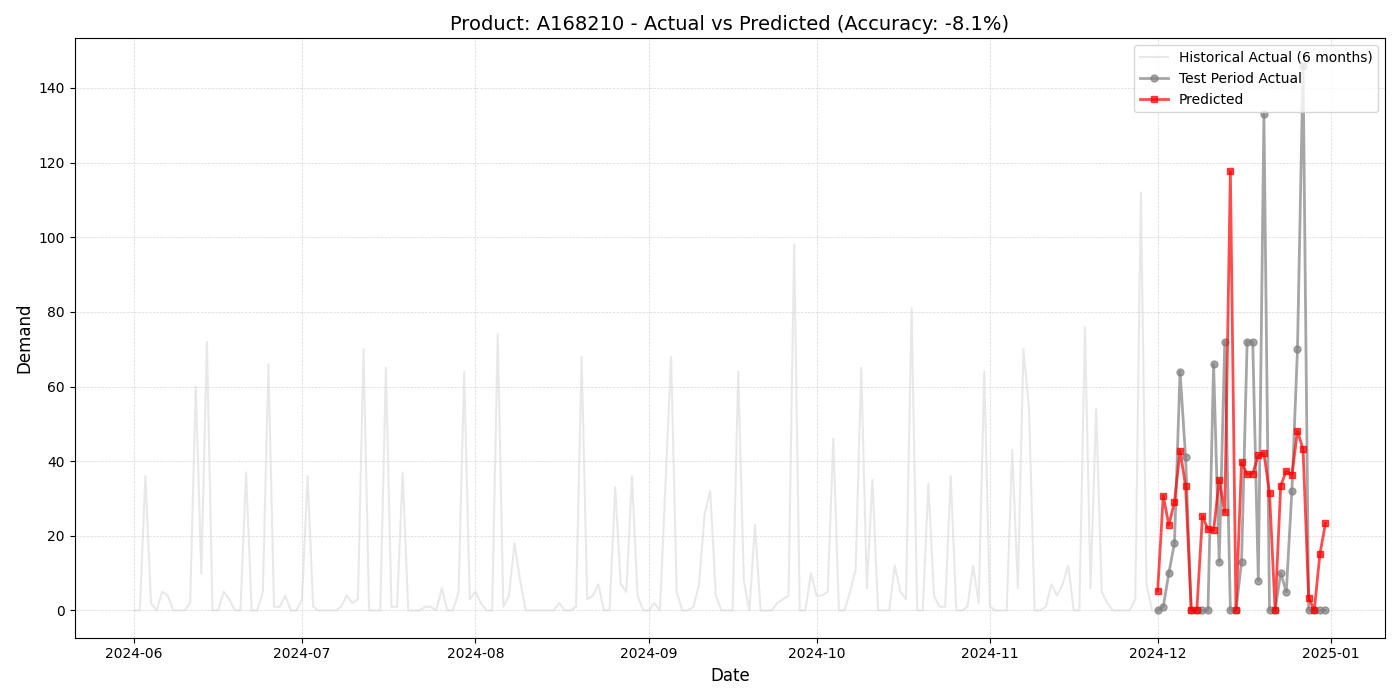 Product: A168210 - Actual vs Predicted (Accuracy: -8.1%)
Historical Actual (6 months)
Test Period Actual
Predicted
Demand
140
120
100
80
60
40
20
0
2024-06
2024-07
2024-08
2024-09
2024-10
2024-11
2024-12
2025-01
Date